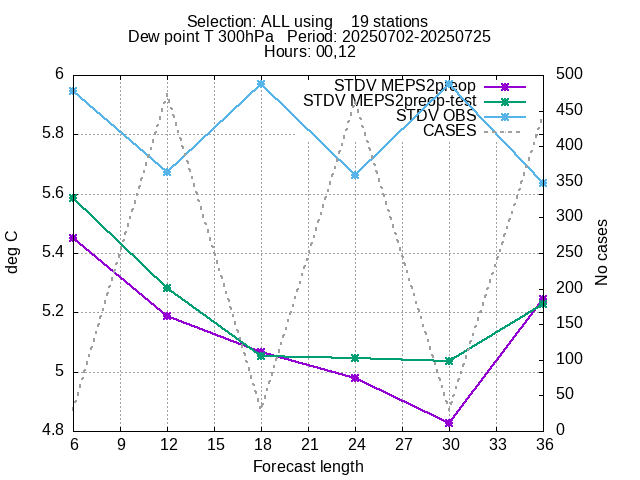 Selection: ALL using 19 stations
Dew point T 300hPa Period: 20250702-20250725
Hours: 00,12
STDV MEPS2preop
STDV MEPS2preop-test
STDV OBS
CASES
6
5.8
5.6
5.4
5.2
5
4.8
deg C
500
450
400
350
300
250
200
150
100
50
0
No cases
6 9 12 15 18 21 24 27 30 33 36
Forecast length